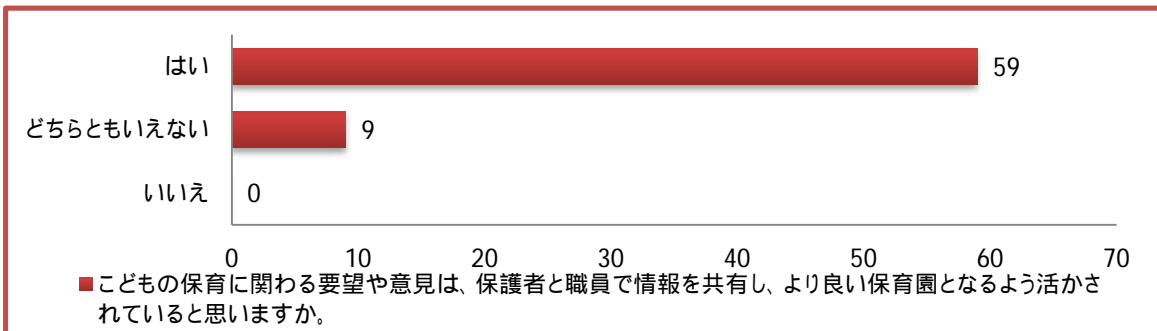 はい
59
どちらともいえない
9
いいえ
0
0 10 20 30 40 50 60 70
こどもの保育に関わる要望や意見は、保護者と職員で情報を共有し、より良い保育園となるよう活かさ
れていると思いますか。